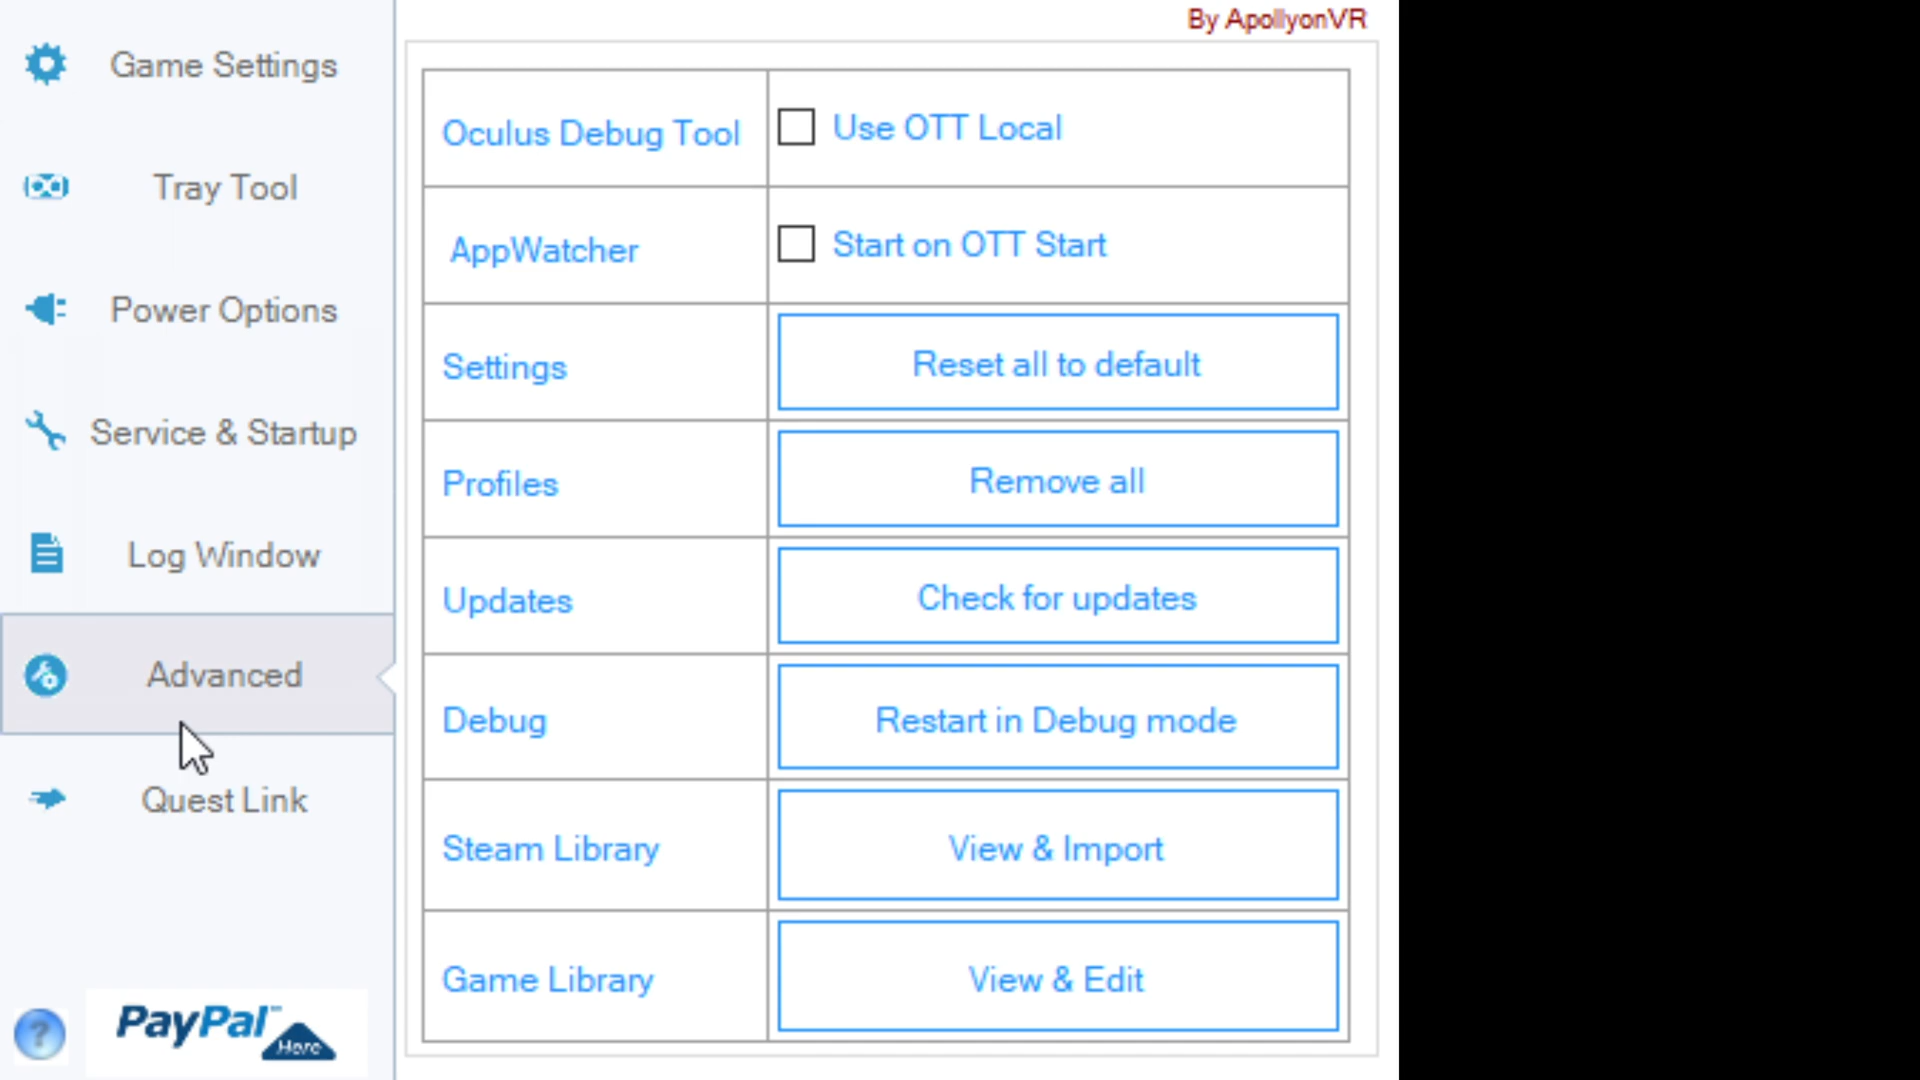 By ApollyonVR
Game Settings
Tray Tool
Power Options
Service & Startup
Log Window
Advanced
Quest Link
?
PayPal™
Here
Oculus Debug Tool
Use OTT Local
AppWatcher
Start on OTT Start
Settings
Reset all to default
Profiles
Remove all
Updates
Check for updates
Debug
Restart in Debug mode
Steam Library
View & Import
Game Library
View & Edit